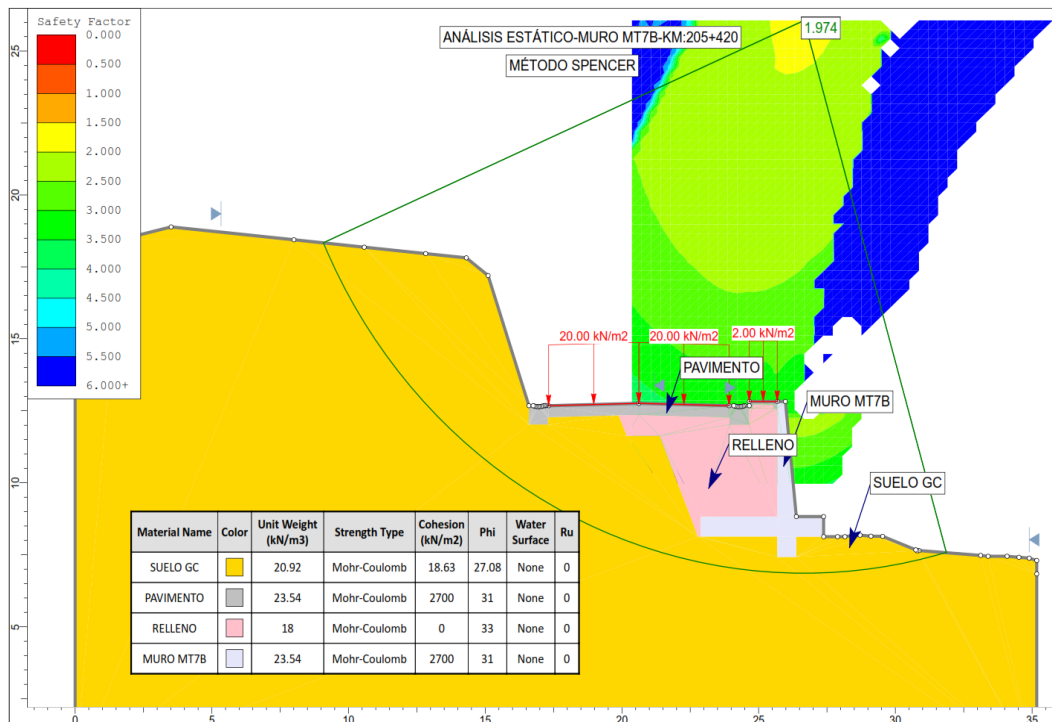 Safety Factor
0.000
0.500
1.000
1.500
2.000
2.500
3.000
3.500
4.000
4.500
5.000
5.500
6.000+
ANÁLISIS ESTÁTICO-MURO MT7B-KM:205+420
MÉTODO SPENCER
1.974
20.00 kN/m2
20.00 kN/m2
2.00 kN/m2
PAVIMENTO
MURO MT7B
RELLENO
SUELO GC
Material Name Color Unit Weight (kN/m3) Strength Type Cohesion (kN/m2) Phi Water Surface Ru
SUELO GC 20.92 Mohr-Coulomb 18.63 27.08 None 0
PAVIMENTO 23.54 Mohr-Coulomb 2700 31 None 0
RELLENO 18 Mohr-Coulomb 0 33 None 0
MURO MT7B 23.54 Mohr-Coulomb 2700 31 None 0
25
20
15
10
5
0 5 10 15 20 25 30 35